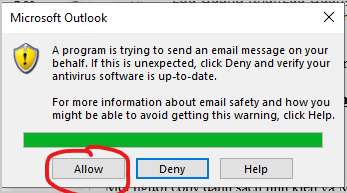 Microsoft Outlook
A program is trying to send an email message on your
behalf. If this is unexpected, click Deny and verify your
antivirus software is up-to-date.
For more information about email safety and how you
might be able to avoid getting this warning, click Help.
Allow
Deny
Help